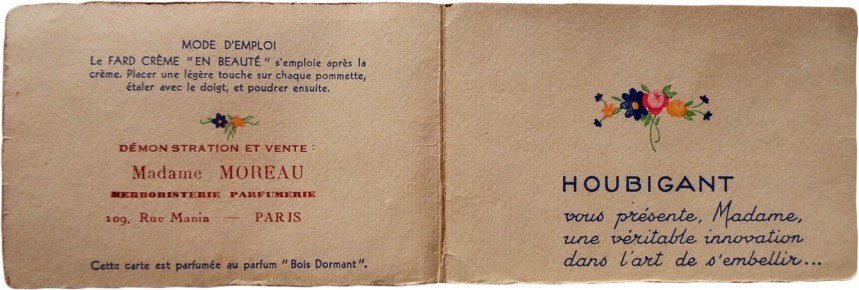 MODE D'EMPLOI
Le FARD CRÈME "EN BEAUTÉ" s'emploie après la
crème. Placer une légère touche sur chaque pommette,
étaler avec le doigt, et poudrer ensuite.
DÉMONSTRATION ET VENTE :
Madame MOREAU
HERBORISTERIE PARFUMERIE
109, Rue Manin — PARIS
Cette carte est parfumée au parfum "Bois Dormant".
HOUBIGANT
vous présente, Madame,
une véritable innovation
dans l'art de s'embellir...